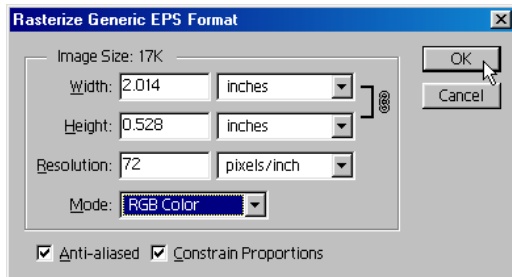 Rasterize Generic EPS Format
Image Size: 17K
Width: 2.014 inches
Height: 0.528 inches
Resolution: 72 pixels/inch
Mode: RGB Color
Anti-aliased Constrain Proportions
OK
Cancel